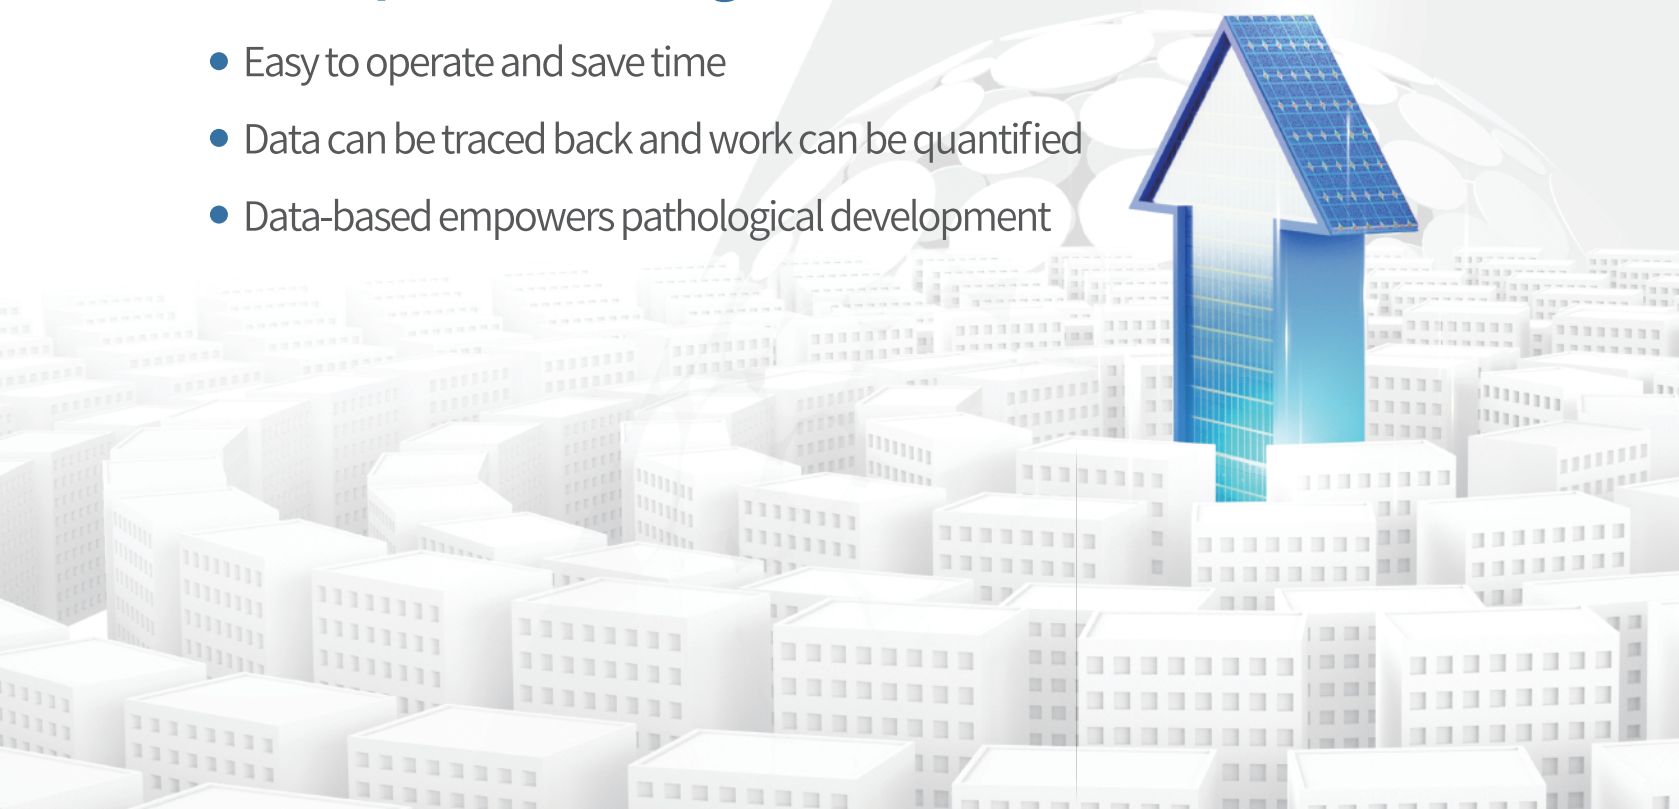 Easy to operate and save time
Data can be traced back and work can be quantified
Data-based empowers pathological development